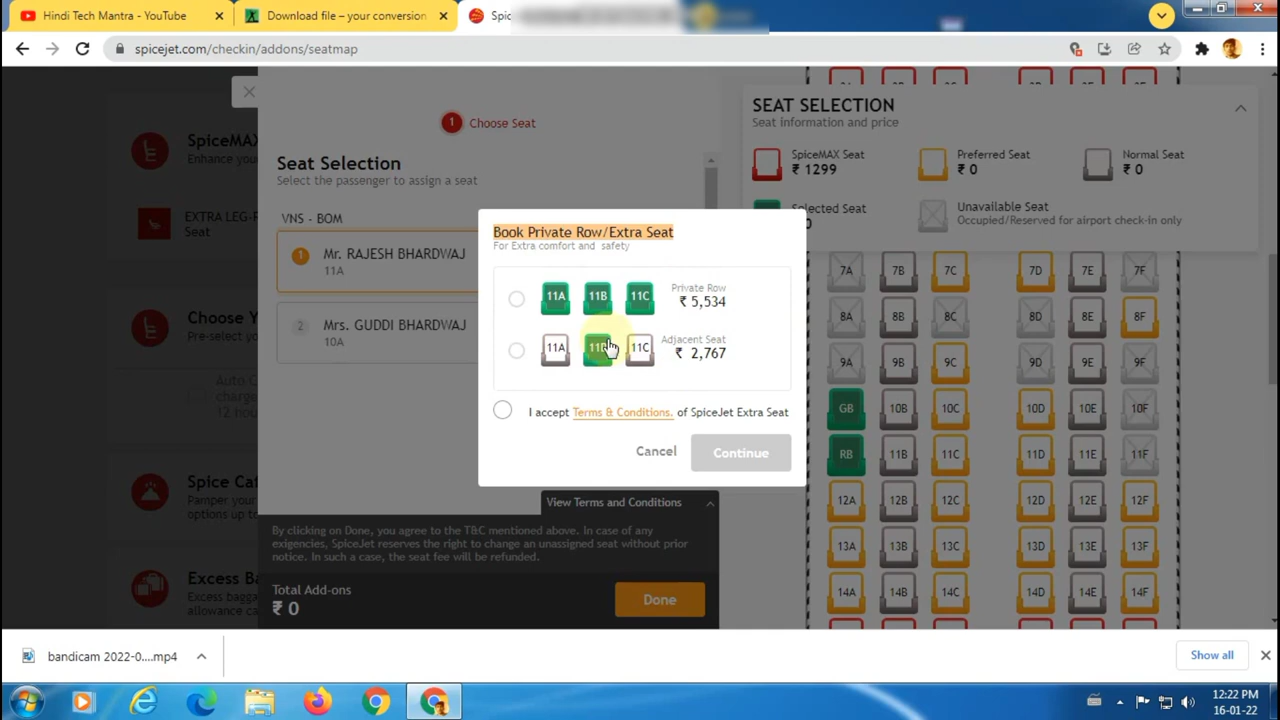 Hindi Tech Mantra - YouTube
Download file – your conversion
Spic
spicejet.com/checkin/addons/seatmap
SpiceMAX
Enhance your
EXTRA LEG-R
Seat
Choose Y
Pre-select y
Auto C
charge
12 hou
Spice Caf
Pamper your
options up to
Excess Ba
Excess bagga
allowance ca
1 Choose Seat
Seat Selection
Select the passenger to assign a seat
VNS - BOM
1 Mr. RAJESH BHARDWAJ
11A
2 Mrs. GUDDI BHARDWAJ
10A
View Terms and Conditions
By clicking on Done, you agree to the T&C mentioned above. In case of any
exigencies, SpiceJet reserves the right to change an unassigned seat without prior
notice. In such a case, the seat fee will be refunded.
Total Add-ons
₹ 0
Done
Book Private Row/Extra Seat
For Extra comfort and safety
11A 11B 11C Private Row
₹ 5,534
11A 11B 11C Adjacent Seat
₹ 2,767
I accept Terms & Conditions. of SpiceJet Extra Seat
Cancel Continue
SEAT SELECTION
Seat information and price
SpiceMAX Seat
₹ 1299
Preferred Seat
₹ 0
Normal Seat
₹ 0
Selected Seat
0
Unavailable Seat
Occupied/Reserved for airport check-in only
7A 7B 7C 7D 7E 7F
8A 8B 8C 8D 8E 8F
9A 9B 9C 9D 9E 9F
GB 10B 10C 10D 10E 10F
RB 11B 11C 11D 11E 11F
12A 12B 12C 12D 12E 12F
13A 13B 13C 13D 13E 13F
14A 14B 14C 14D 14E 14F
bandicam 2022-0....mp4
Show all
12:22 PM
16-01-22